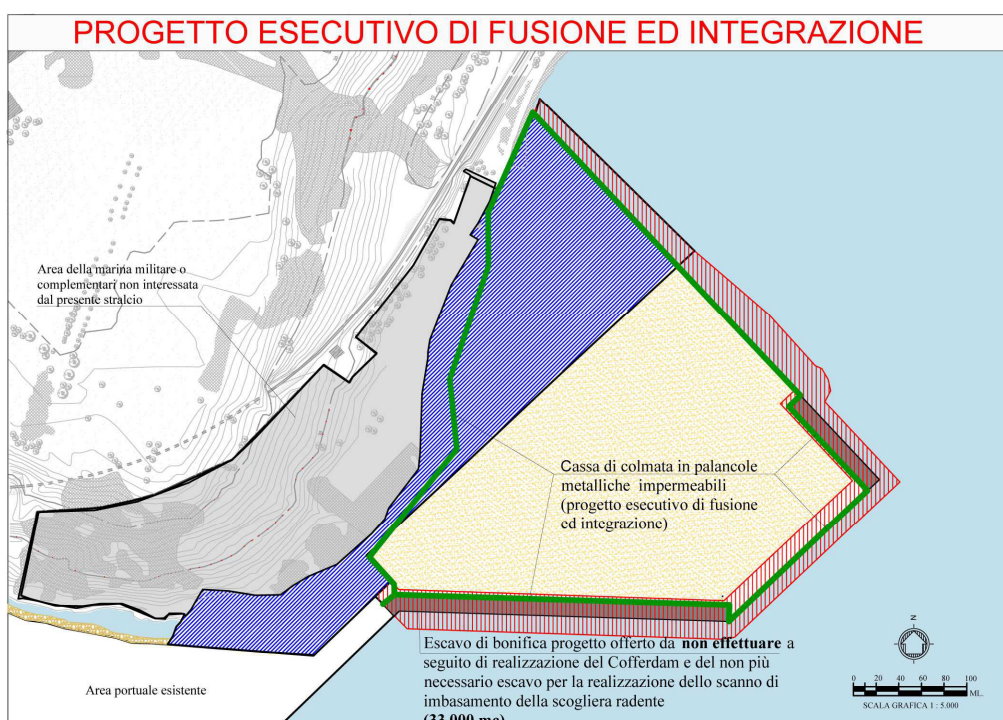 PROGETTO ESECUTIVO DI FUSIONE ED INTEGRAZIONE
Area della marina militare o
complementari non interessata
dal presente stralcio
Cassa di colmata in palancole
metalliche impermeabili
(progetto esecutivo di fusione
ed integrazione)
Escavo di bonifica progetto offerto da non effettuare a
seguito di realizzazione del Cofferdam e del non più
necessario escavo per la realizzazione dello scanno di
imbasamento della scogliera radente
(33.000 mc)
Area portuale esistente
N
0 20 40 60 80 100
ML.
SCALA GRAFICA 1 : 5.000